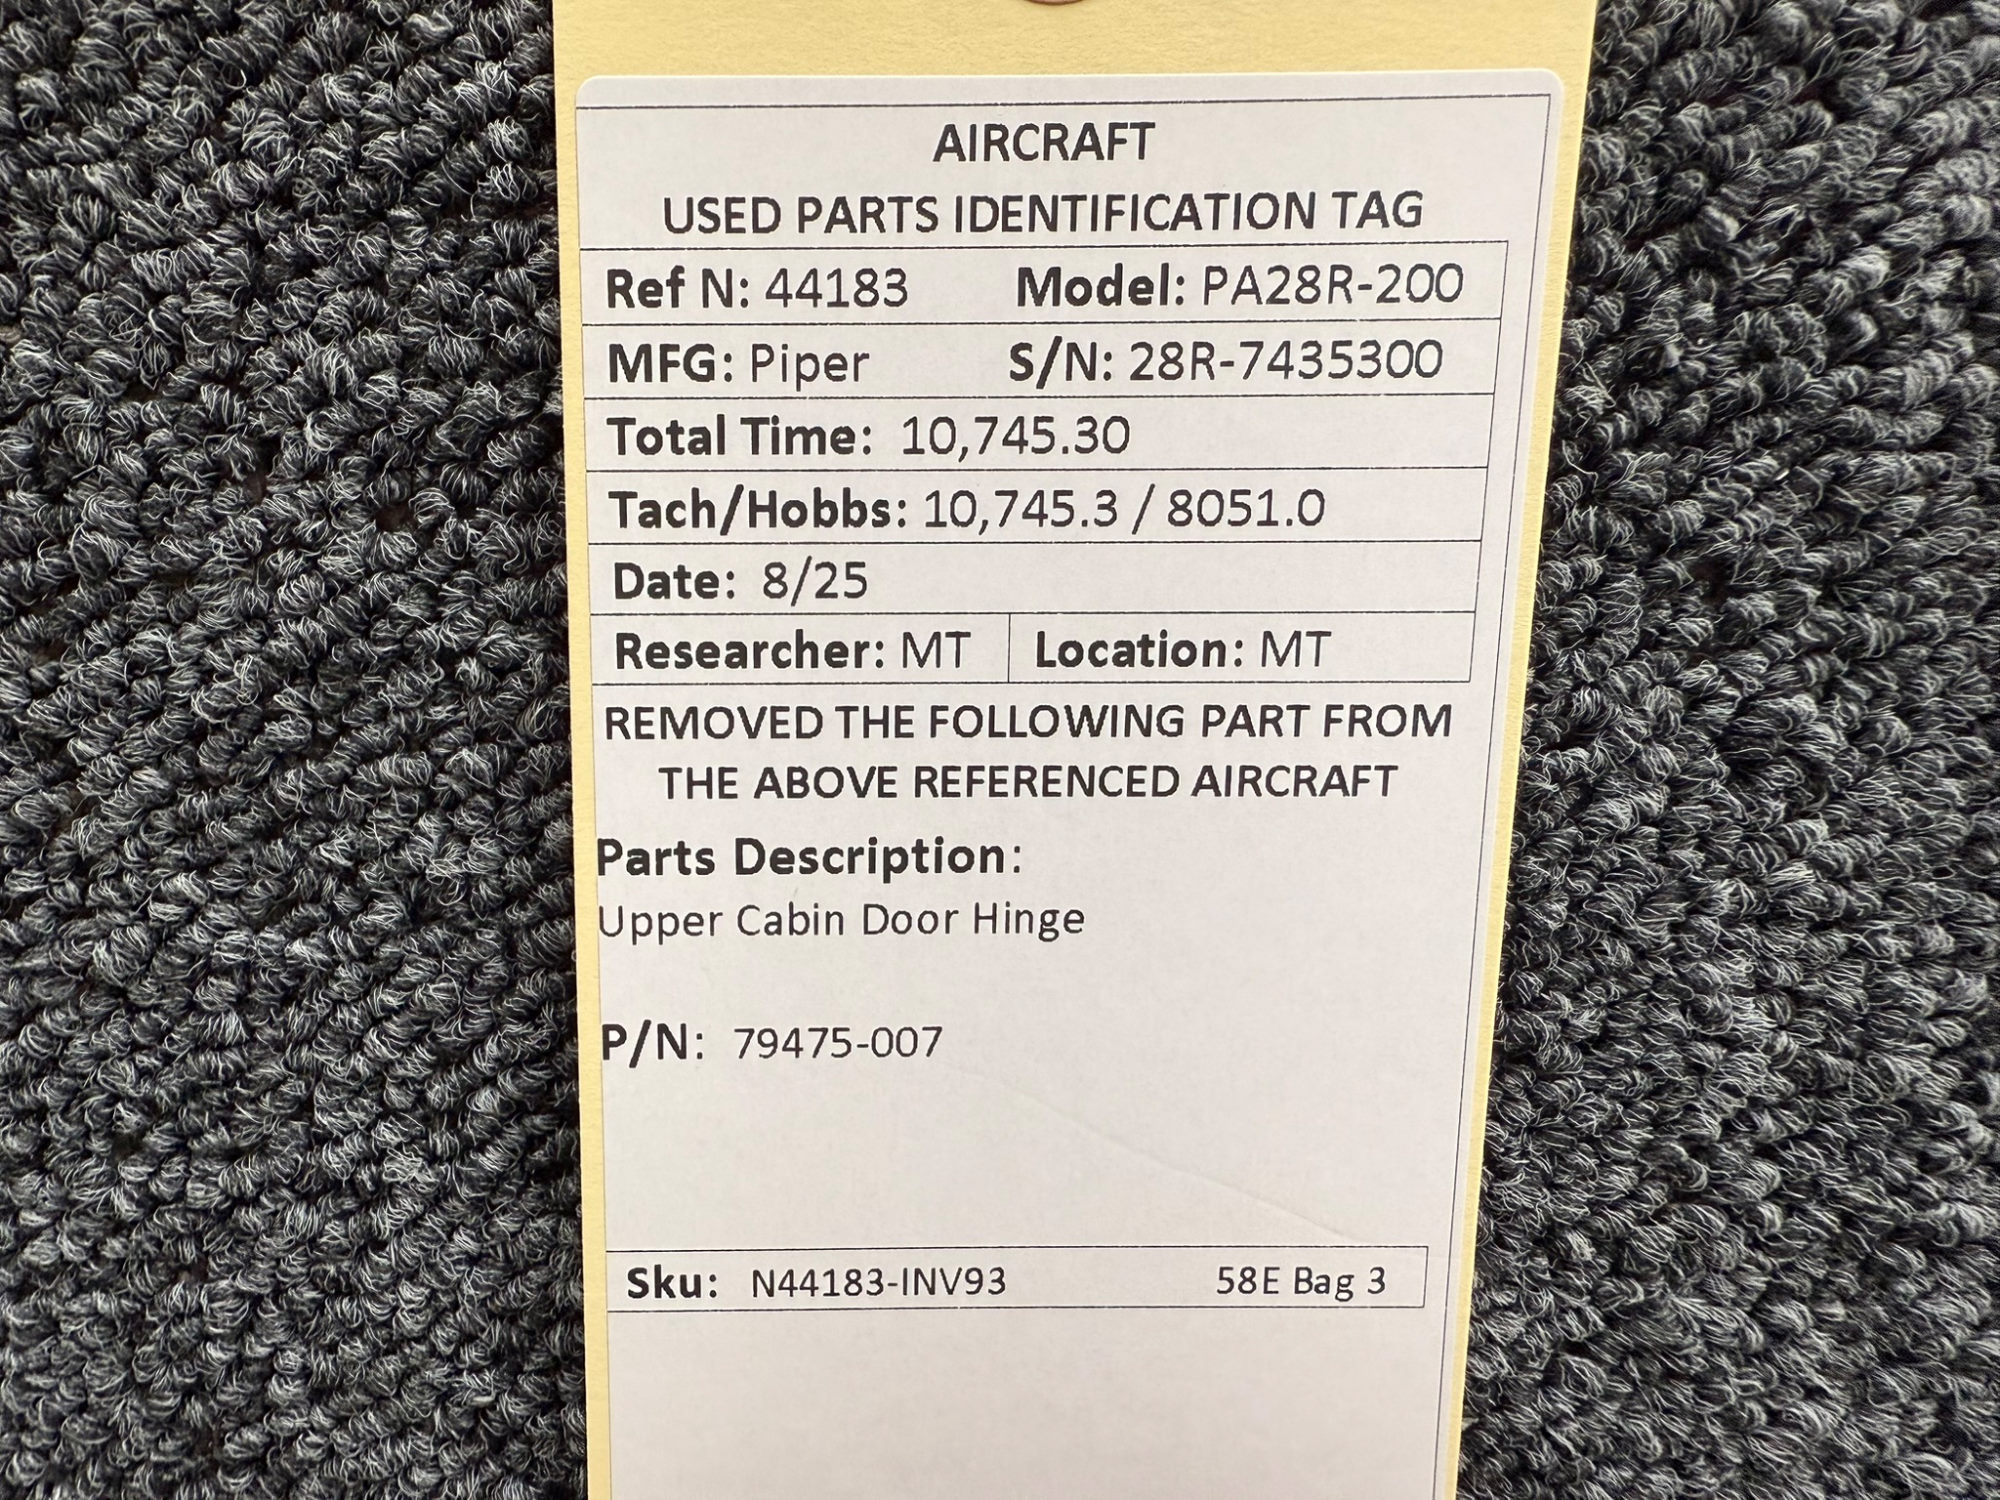 AIRCRAFT
USED PARTS IDENTIFICATION TAG
Ref N: 44183 Model: PA28R-200
MFG: Piper S/N: 28R-7435300
Total Time: 10,745.30
Tach/Hobbs: 10,745.3 / 8051.0
Date: 8/25
Researcher: MT Location: MT
REMOVED THE FOLLOWING PART FROM
THE ABOVE REFERENCED AIRCRAFT
Parts Description:
Upper Cabin Door Hinge
P/N: 79475-007
Sku: N44183-INV93 58E Bag 3